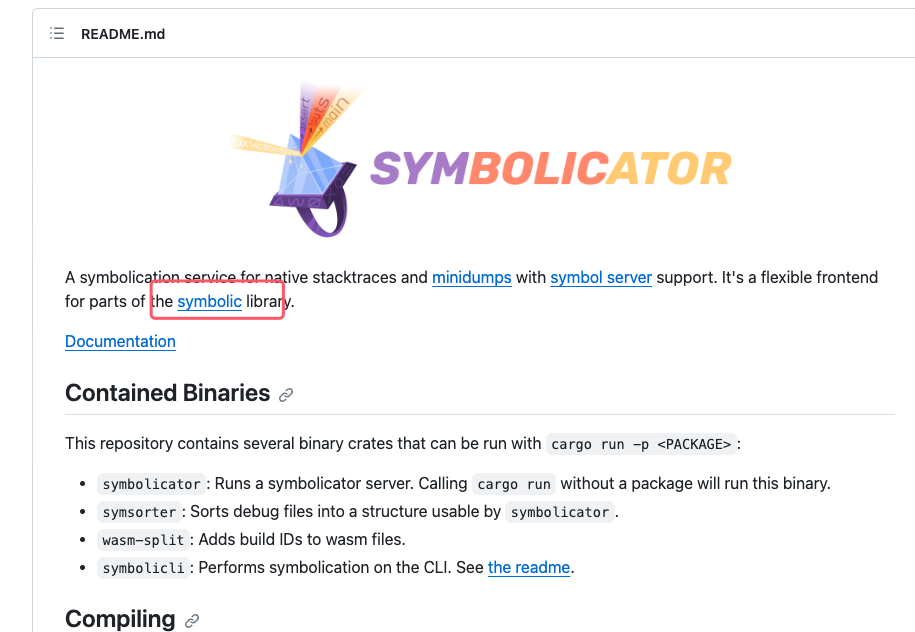 README.md
assert
puts
main
SYMBOLICATOR
A symbolication service for native stacktraces and minidumps with symbol server support. It's a flexible frontend
for parts of the symbolic library.
Documentation
Contained Binaries
This repository contains several binary crates that can be run with cargo run -p <PACKAGE> :
• symbolicator : Runs a symbolicator server. Calling cargo run without a package will run this binary.
• symsorter : Sorts debug files into a structure usable by symbolicator .
• wasm-split : Adds build IDs to wasm files.
• symbolicli : Performs symbolication on the CLI. See the readme.
Compiling